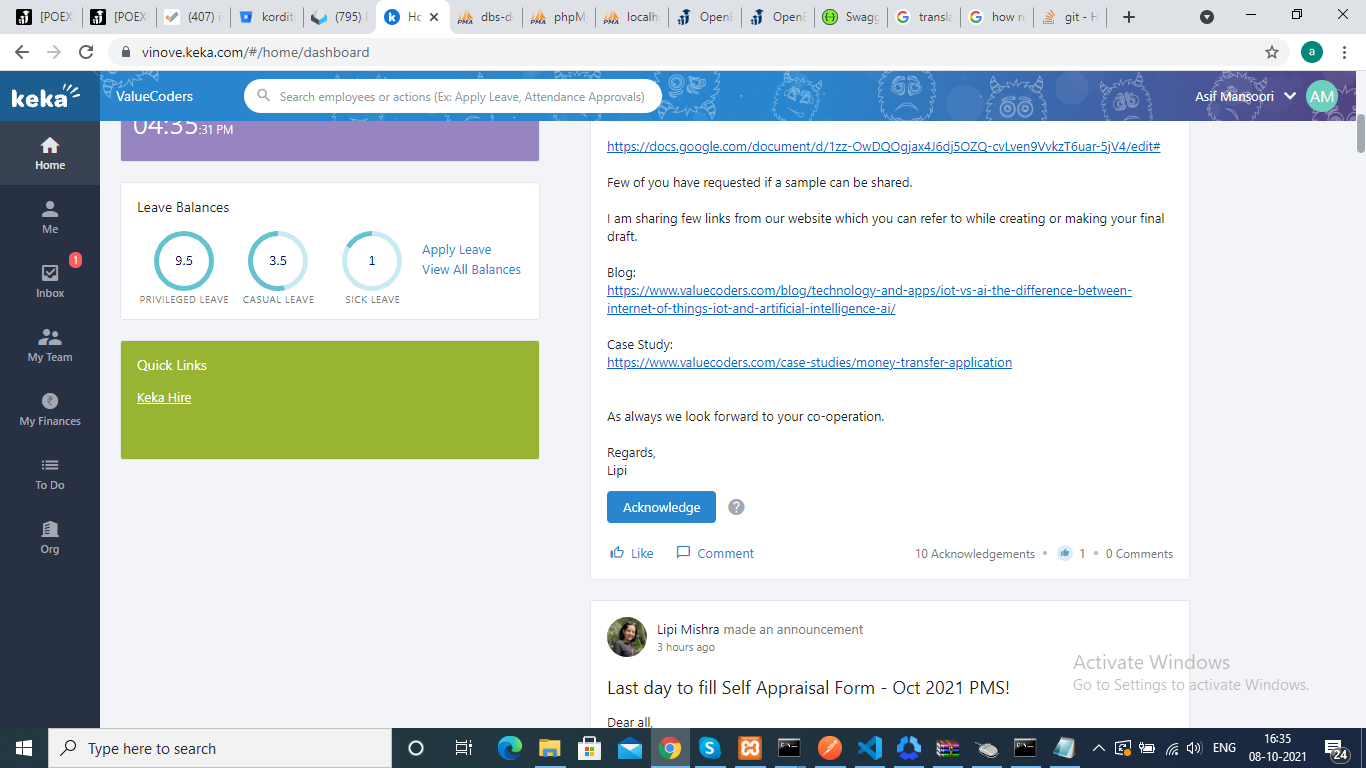 [POEX
[POEX
(407) i
kordit
(795)
Ho
dbs-d
phpM
localh
OpenE
OpenE
Swagg
transla
how re
git - H
vinove.keka.com/#/home/dashboard
a
keka
ValueCoders
Search employees or actions (Ex: Apply Leave, Attendance Approvals)
Asif Mansoori
AM
Home
Me
1
Inbox
My Team
My Finances
To Do
Org
04:35:31 PM
Leave Balances
9.5
3.5
1
PRIVILEGED LEAVE
CASUAL LEAVE
SICK LEAVE
Apply Leave
View All Balances
Quick Links
Keka Hire
https://docs.google.com/document/d/1zz-OwDQOgjax4J6dj5OZQ-cvLven9VvkzT6uar-5jV4/edit#
Few of you have requested if a sample can be shared.
I am sharing few links from our website which you can refer to while creating or making your final
draft.
Blog:
https://www.valuecoders.com/blog/technology-and-apps/iot-vs-ai-the-difference-between-
internet-of-things-iot-and-artificial-intelligence-ai/
Case Study:
https://www.valuecoders.com/case-studies/money-transfer-application
As always we look forward to your co-operation.
Regards,
Lipi
Acknowledge
?
Like
Comment
10 Acknowledgements • 1 • 0 Comments
Lipi Mishra made an announcement
3 hours ago
Last day to fill Self Appraisal Form - Oct 2021 PMS!
Dear all,
Activate Windows
Go to Settings to activate Windows.
Type here to search
ENG
16:35
08-10-2021
24